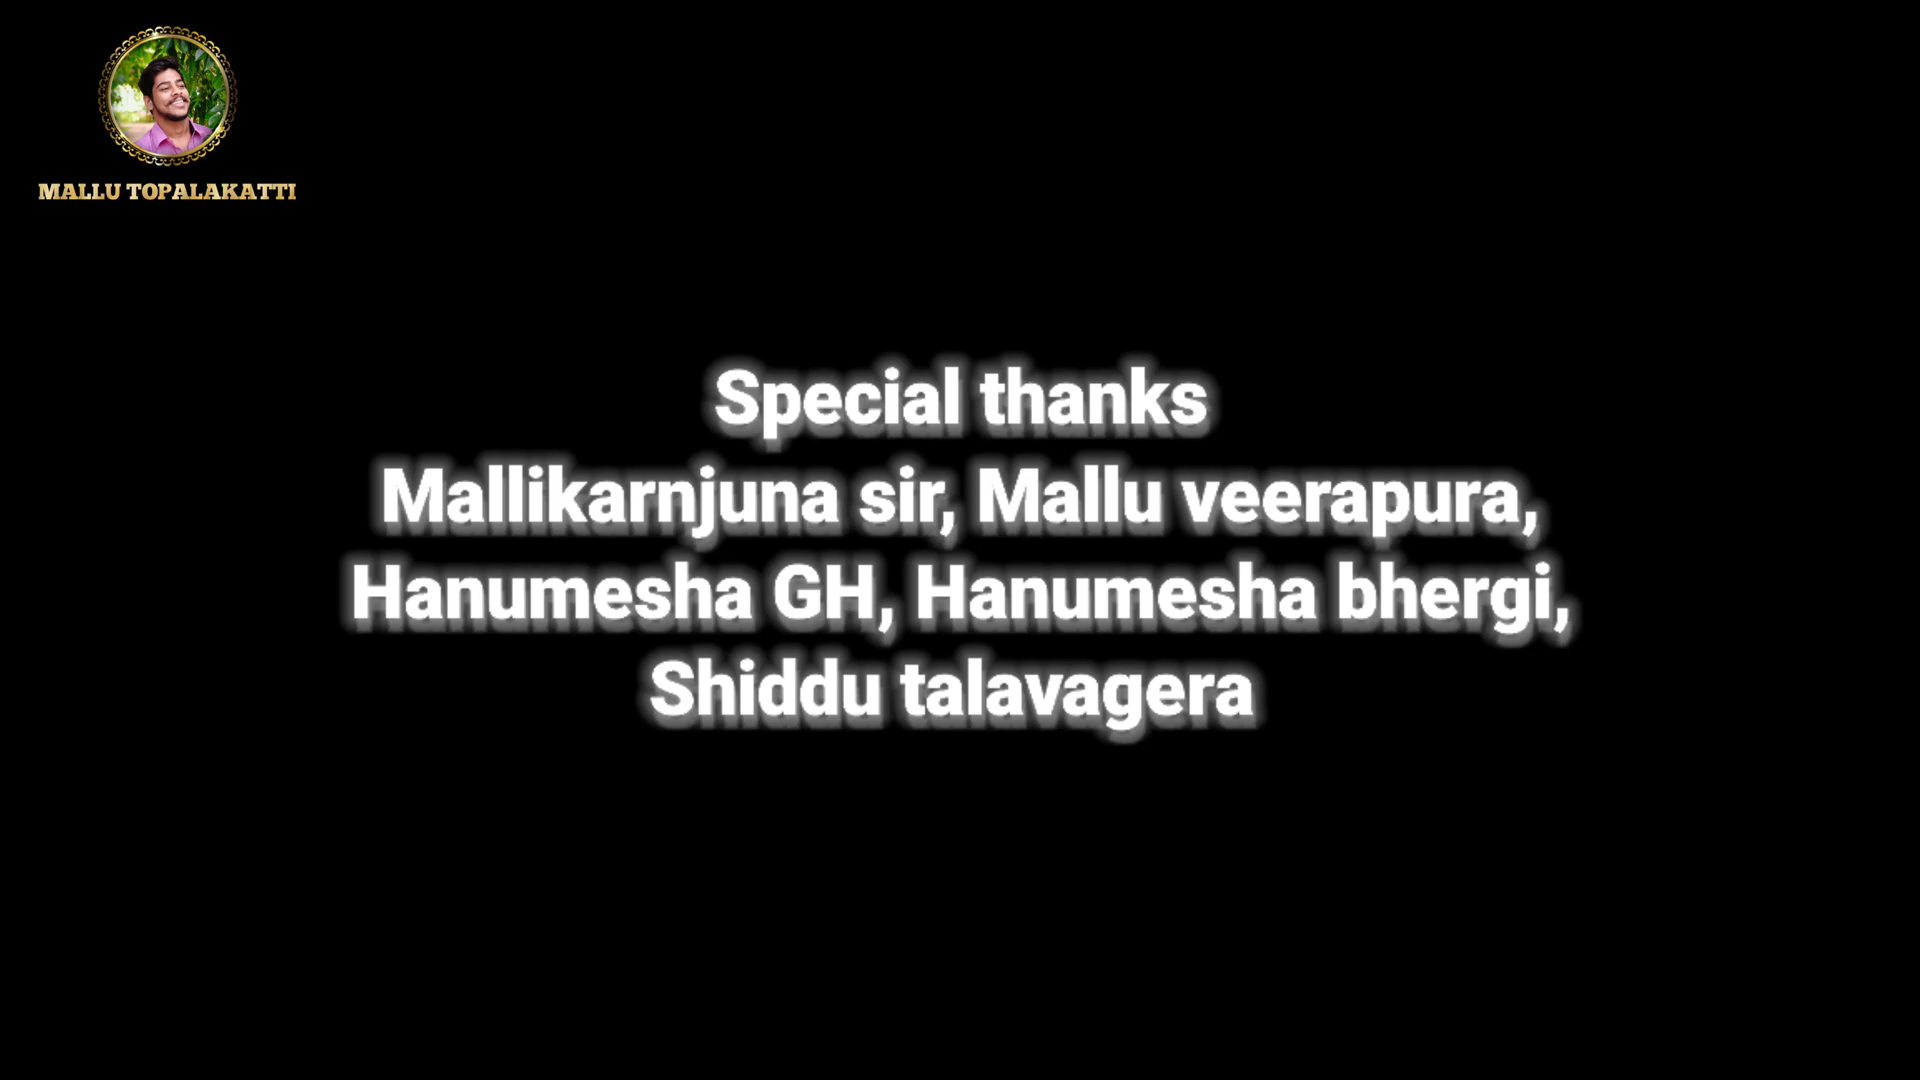 MALLU TOPALAKATTI
Special thanks
Mallikarnjuna sir, Mallu veerapura,
Hanumesha GH, Hanumesha bhergi,
Shiddu talavagera